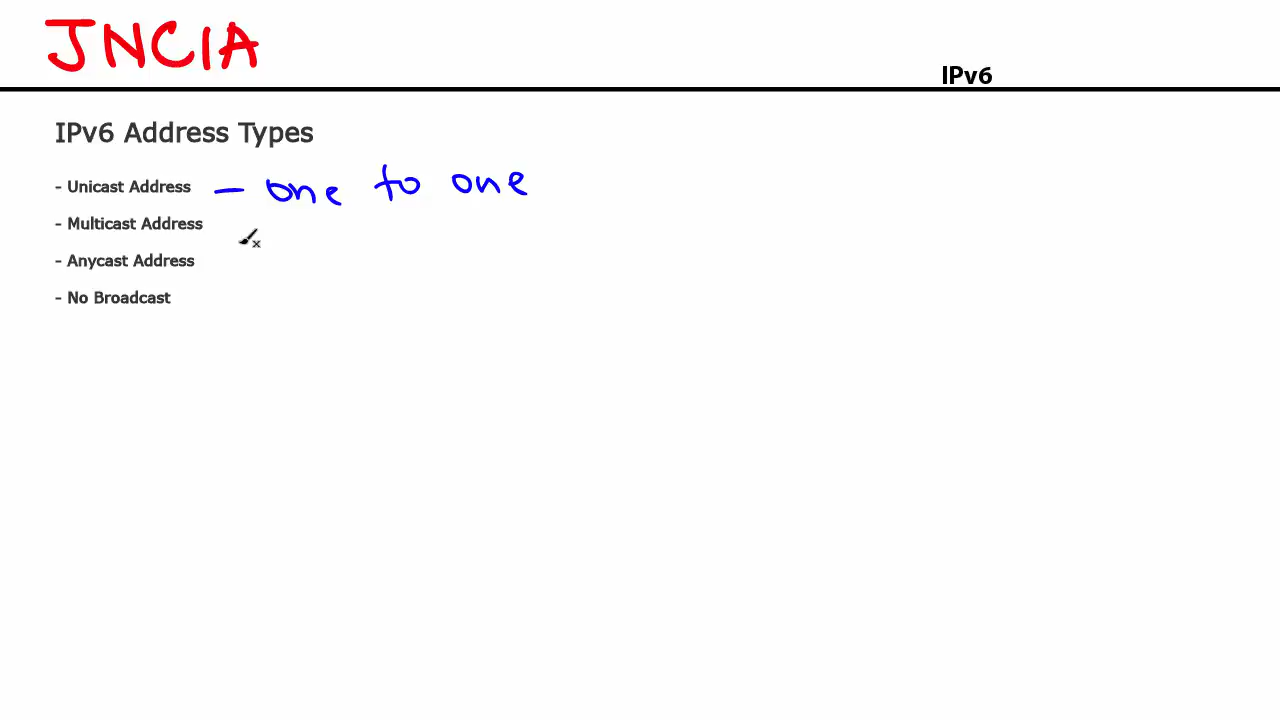 JNCIA
IPv6
IPv6 Address Types
- Unicast Address – one to one
- Multicast Address
- Anycast Address
- No Broadcast